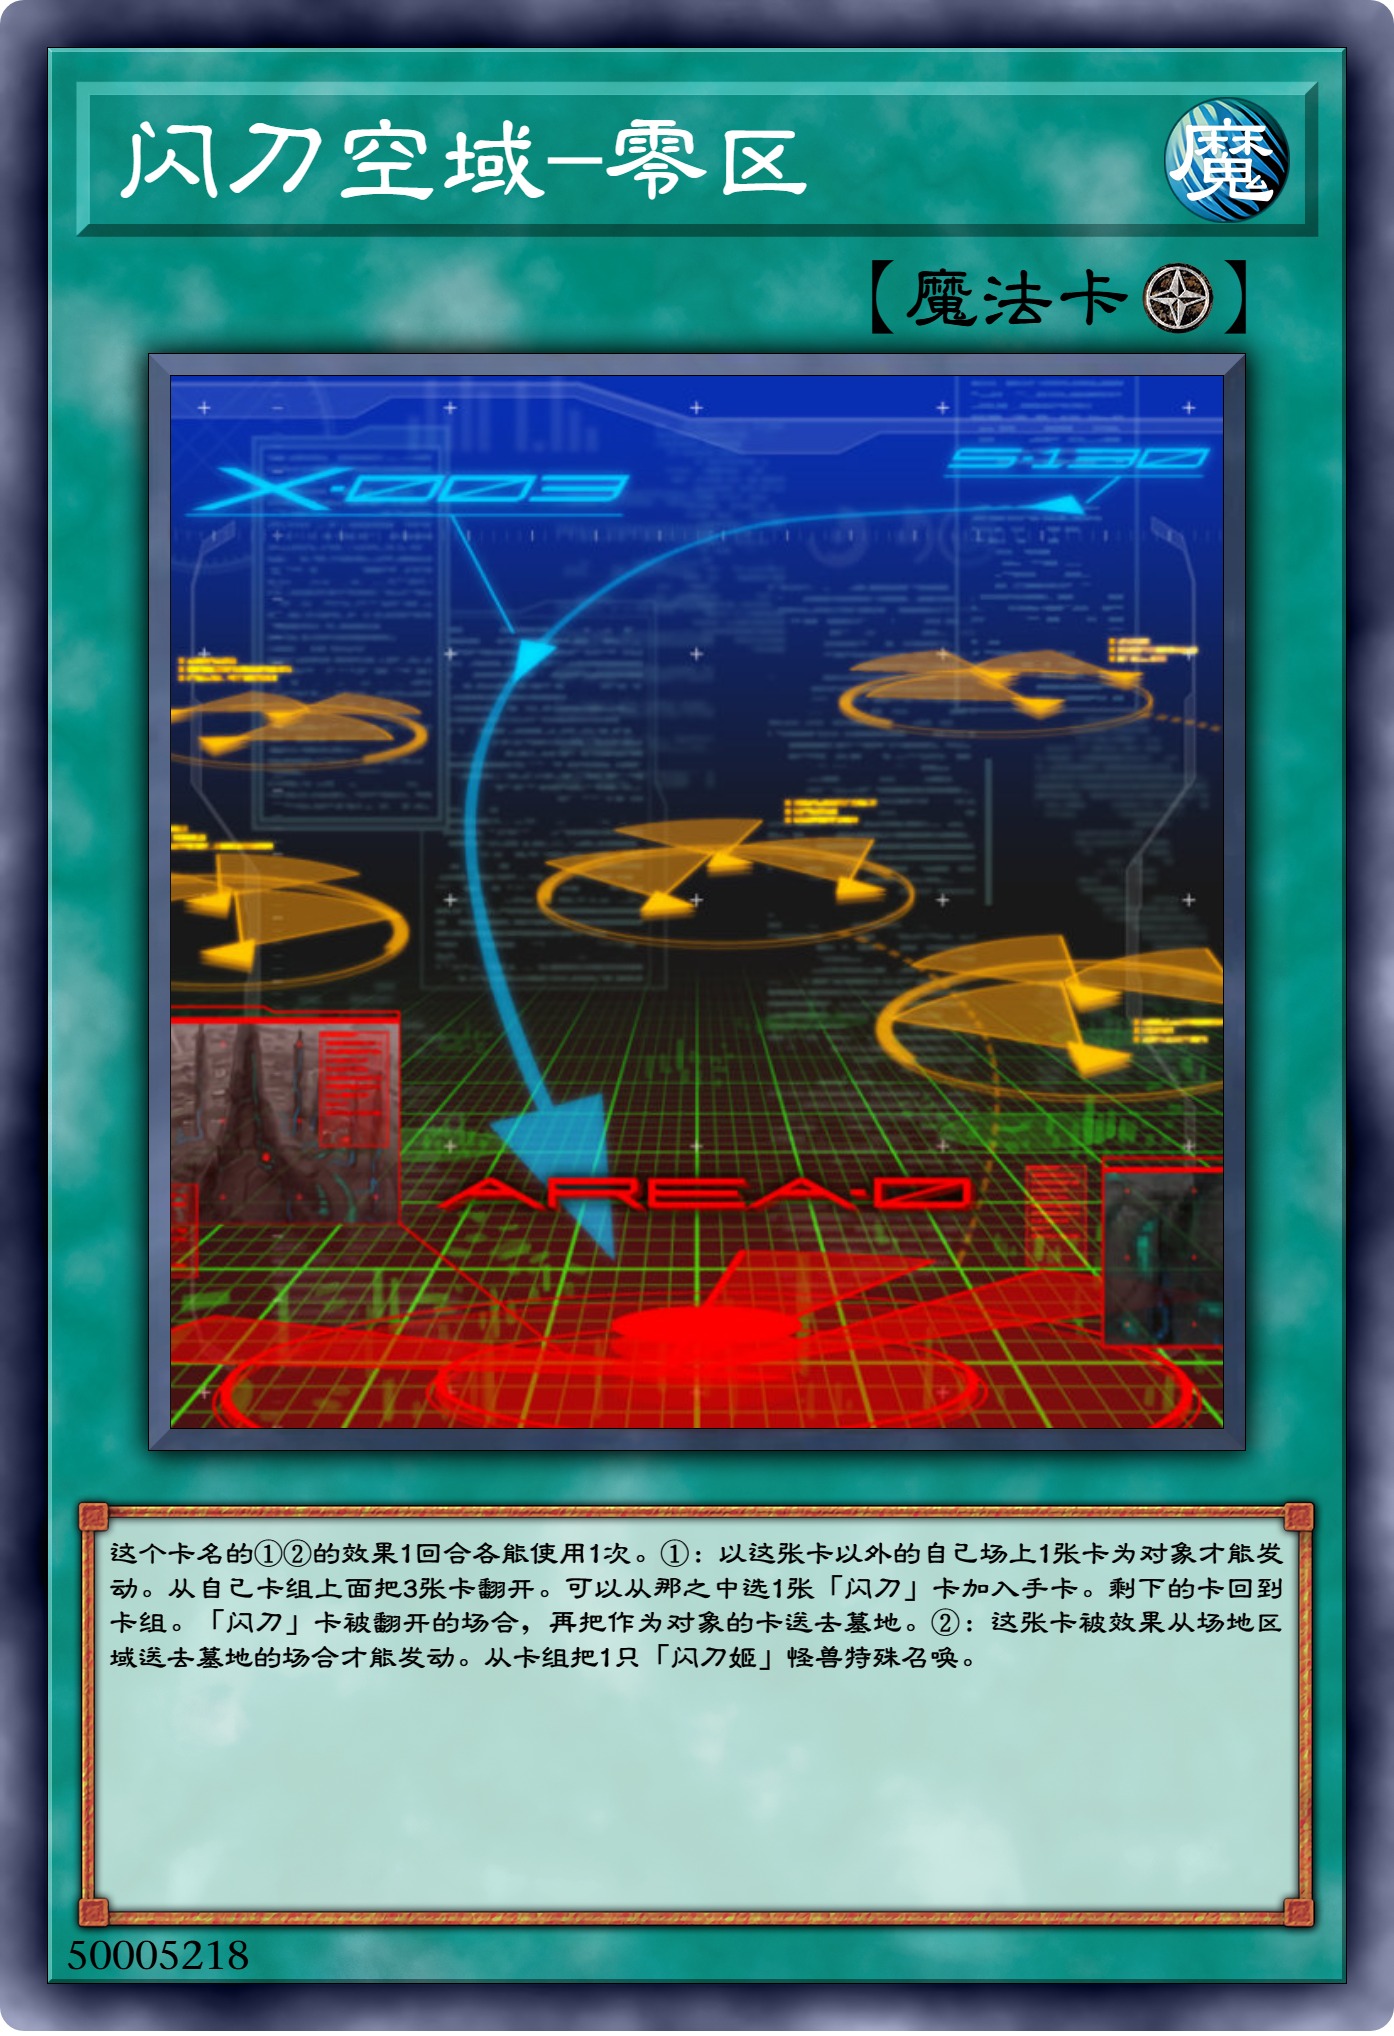 闪刀空域-零区
魔
【魔法卡】
X-003
S-130
AREA-0
这个卡名的①②的效果1回合各能使用1次。①：以这张卡以外的自己场上1张卡为对象才能发
动。从自己卡组上面把3张卡翻开。可以从那之中选1张「闪刀」卡加入手卡。剩下的卡回到
卡组。「闪刀」卡被翻开的场合，再把作为对象的卡送去墓地。②：这张卡被效果从场地区
域送去墓地的场合才能发动。从卡组把1只「闪刀姬」怪兽特殊召唤。
50005218